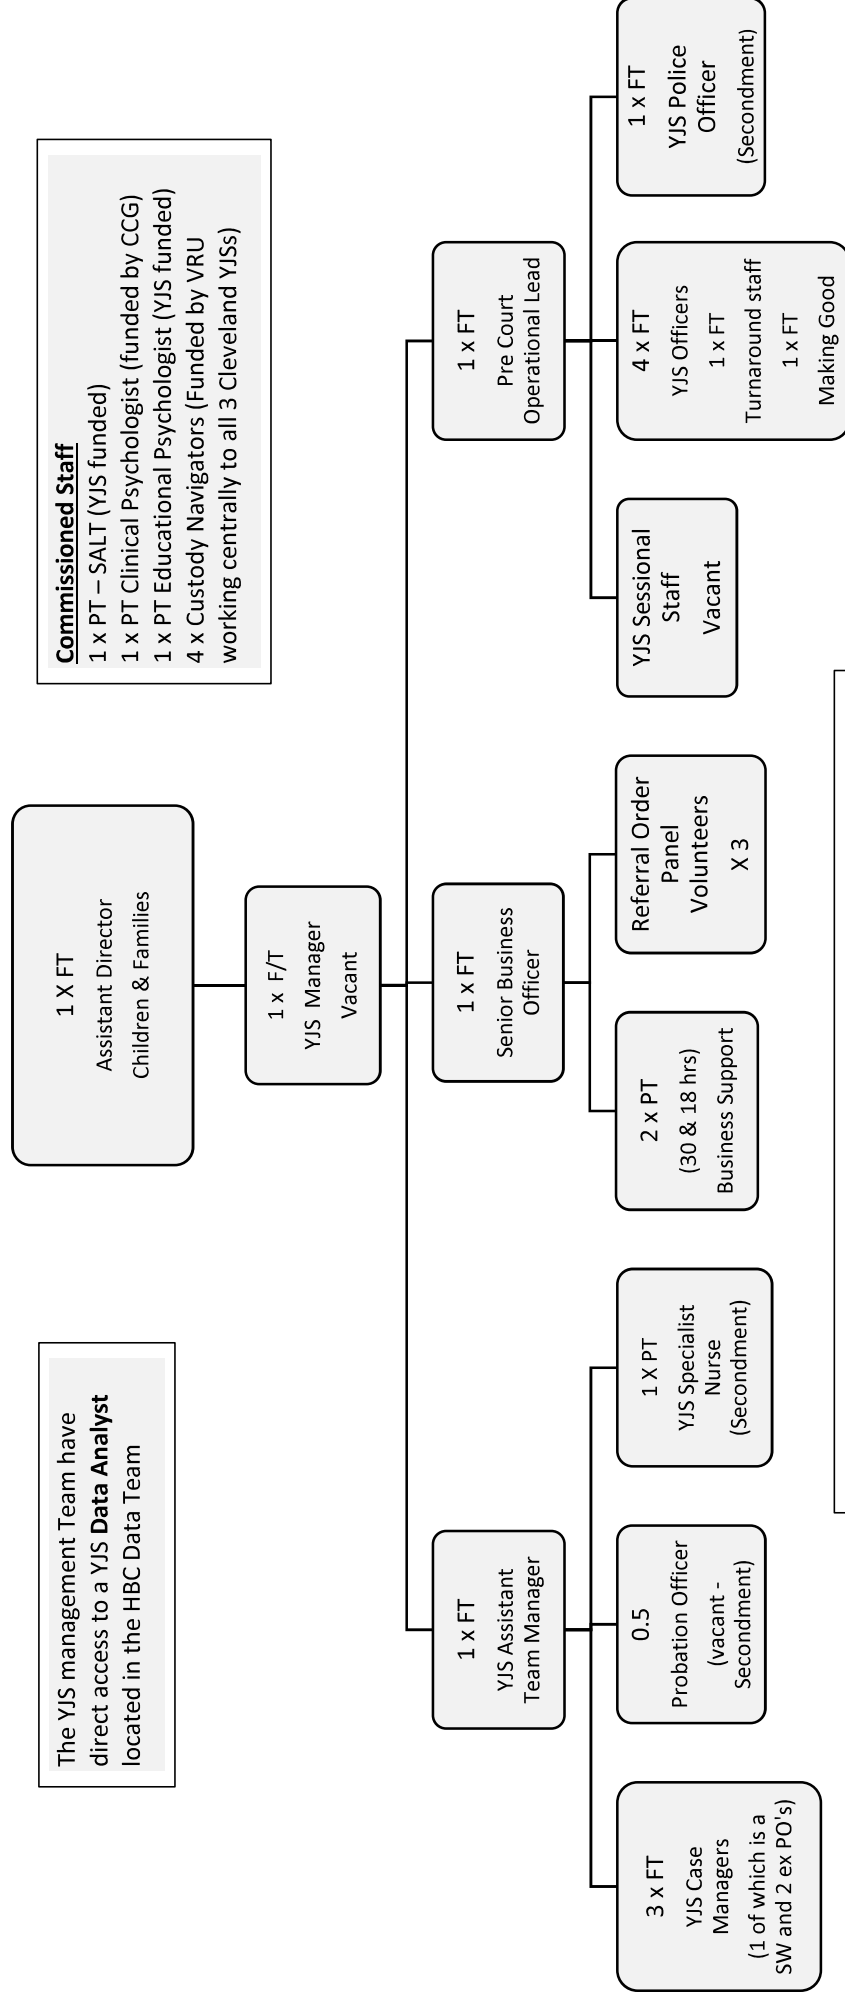 The YJS management Team have
direct access to a YJS Data Analyst
located in the HBC Data Team
1 X FT
Assistant Director
Children & Families
Commissioned Staff
1 x PT – SALT (YJS funded)
1 x PT Clinical Psychologist (funded by CCG)
1 x PT Educational Psychologist (YJS funded)
4 x Custody Navigators (Funded by VRU
working centrally to all 3 Cleveland YJSs)
1 x F/T
YJS Manager
Vacant
1 x FT
YJS Assistant
Team Manager
1 x FT
Senior Business
Officer
1 x FT
Pre Court
Operational Lead
3 x FT
YJS Case
Managers
(1 of which is a
SW and 2 ex PO's)
0.5
Probation Officer
(vacant -
Secondment)
1 X PT
YJS Specialist
Nurse
(Secondment)
2 x PT
(30 & 18 hrs)
Business Support
Referral Order
Panel
Volunteers
X 3
YJS Sessional
Staff
Vacant
4 x FT
YJS Officers
1 x FT
Turnaround staff
1 x FT
Making Good
1 x FT
YJS Police
Officer
(Secondment)